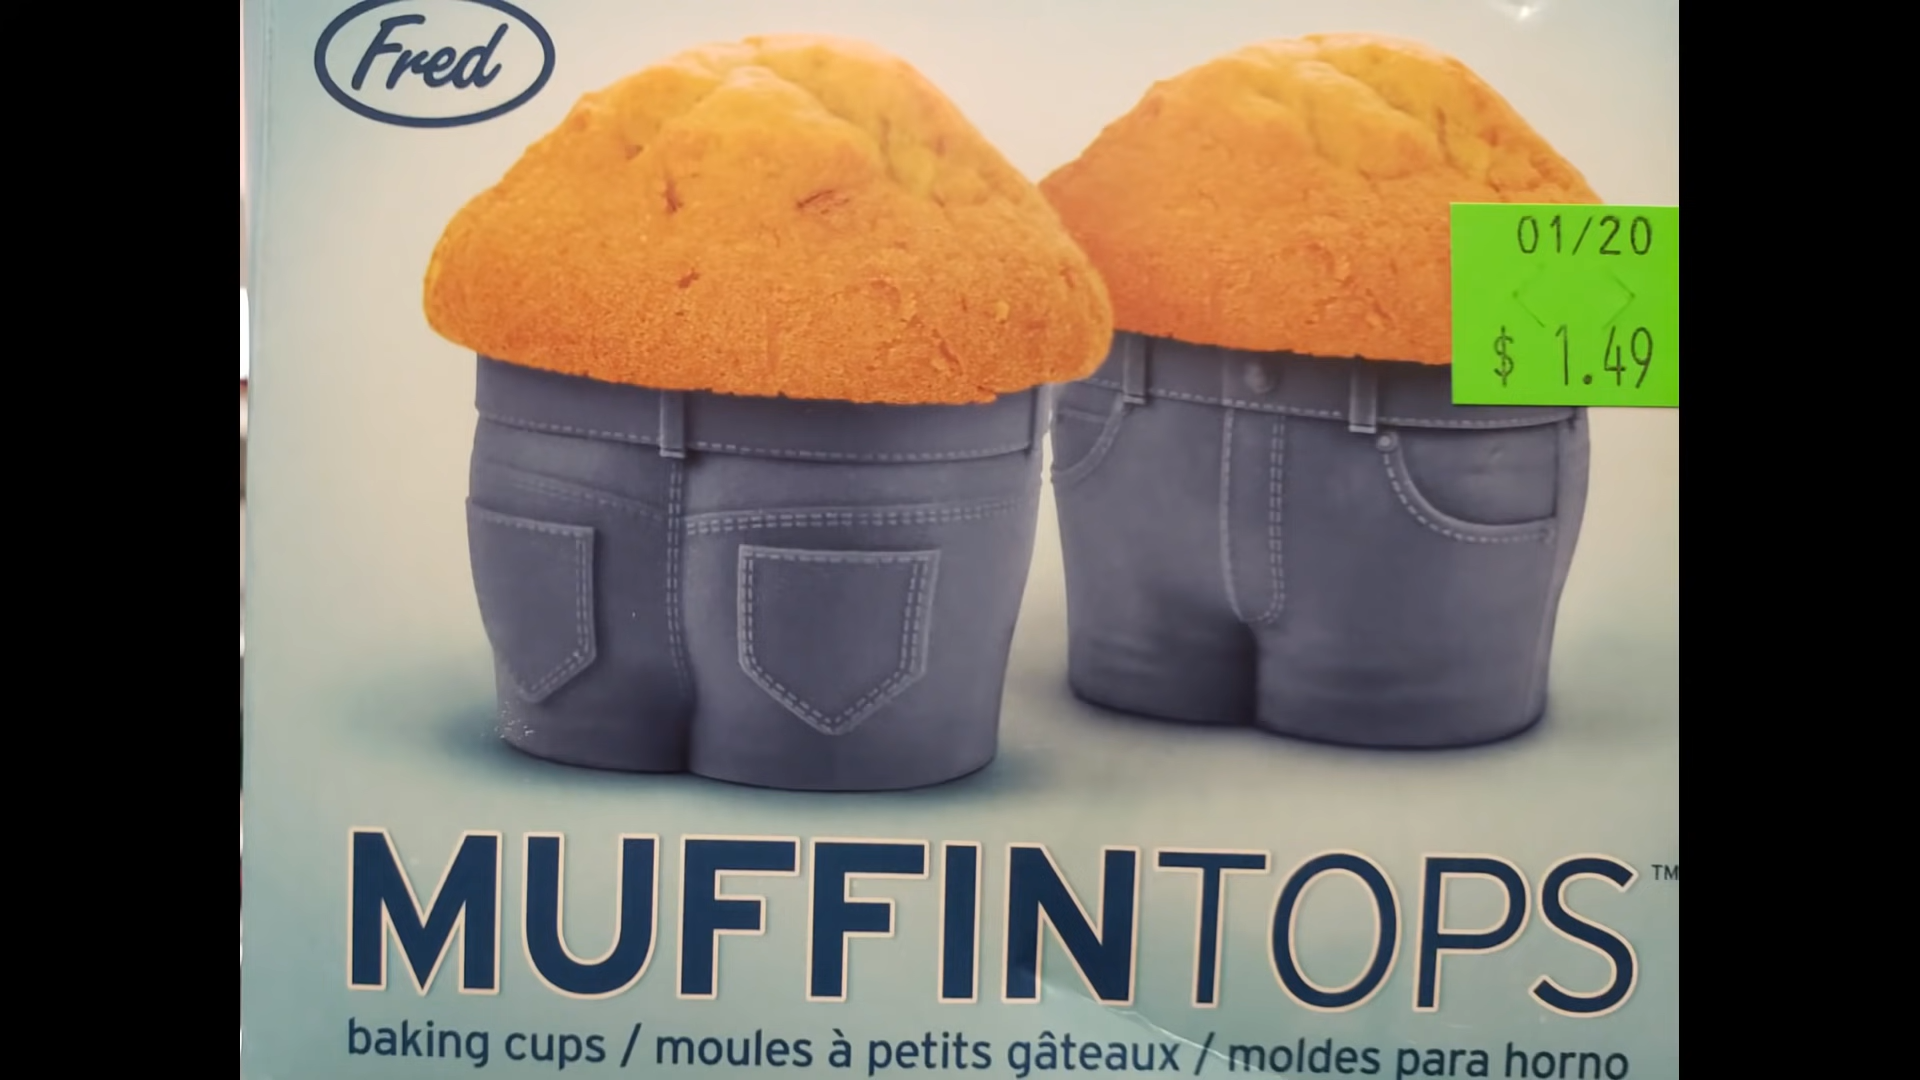 Fred
01/20
$ 1.49
MUFFINTOPS™
baking cups / moules à petits gâteaux / moldes para horno